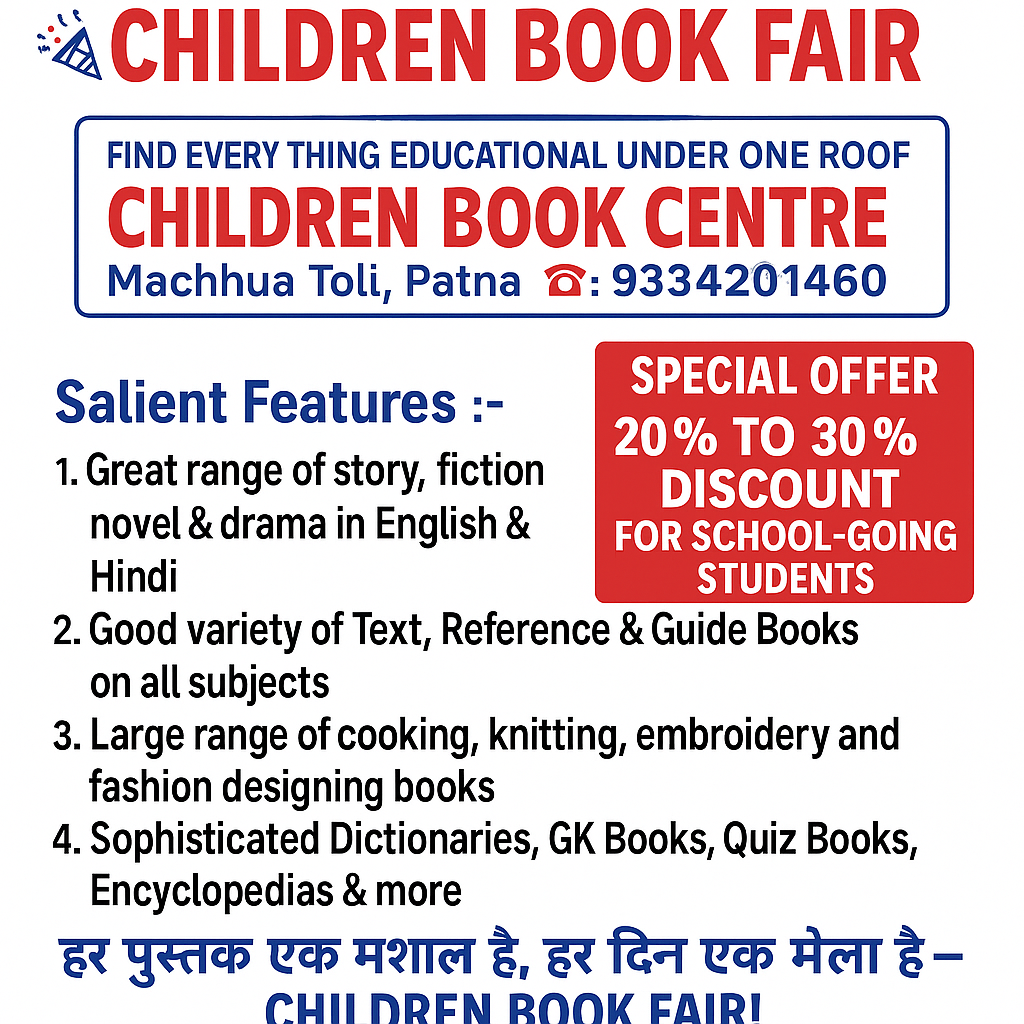 CHILDREN BOOK FAIR
FIND EVERY THING EDUCATIONAL UNDER ONE ROOF
CHILDREN BOOK CENTRE
Machhua Toli, Patna ☎: 9334201460
SPECIAL OFFER
20% TO 30%
DISCOUNT
FOR SCHOOL-GOING
STUDENTS
Salient Features :-
1. Great range of story, fiction
novel & drama in English &
Hindi
2. Good variety of Text, Reference & Guide Books
on all subjects
3. Large range of cooking, knitting, embroidery and
fashion designing books
4. Sophisticated Dictionaries, GK Books, Quiz Books,
Encyclopedias & more
हर पुस्तक एक मशाल है, हर दिन एक मेला है –
CHILDREN BOOK FAIR!